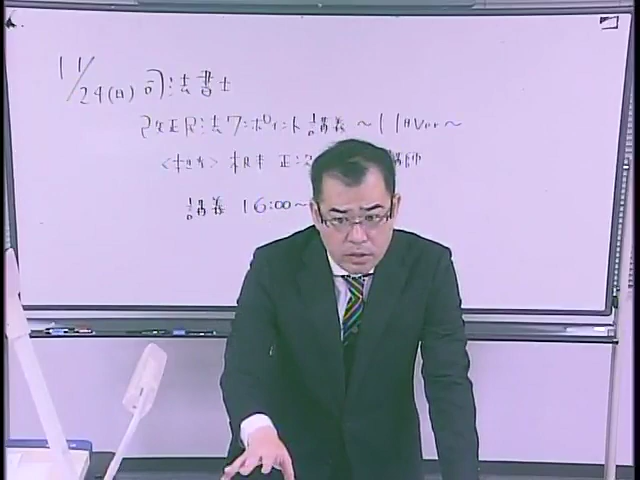 11/24(日) 司法書士
改正民法ワンポイント講義 ～11月ver～
<担当> 根本 正次 講師
講義 16:00～